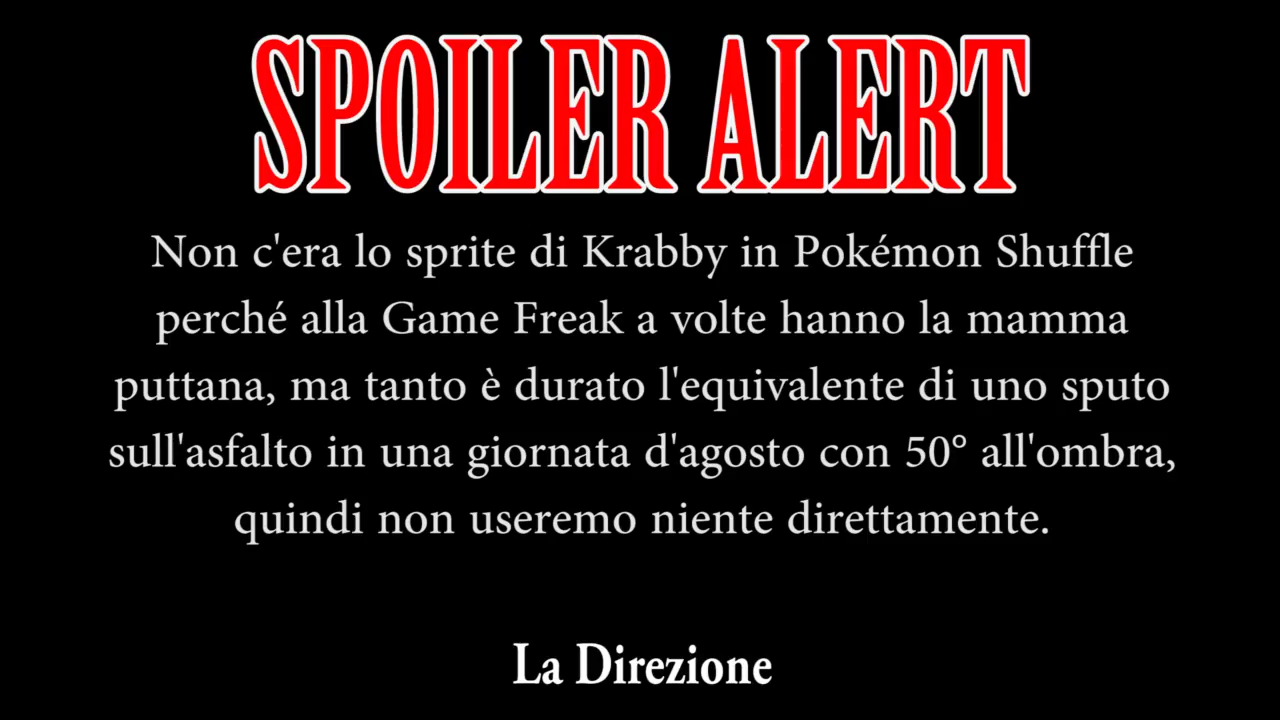 SPOILER ALERT
Non c'era lo sprite di Krabby in Pokémon Shuffle
perché alla Game Freak a volte hanno la mamma
puttana, ma tanto è durato l'equivalente di uno sputo
sull'asfalto in una giornata d'agosto con 50° all'ombra,
quindi non useremo niente direttamente.
La Direzione